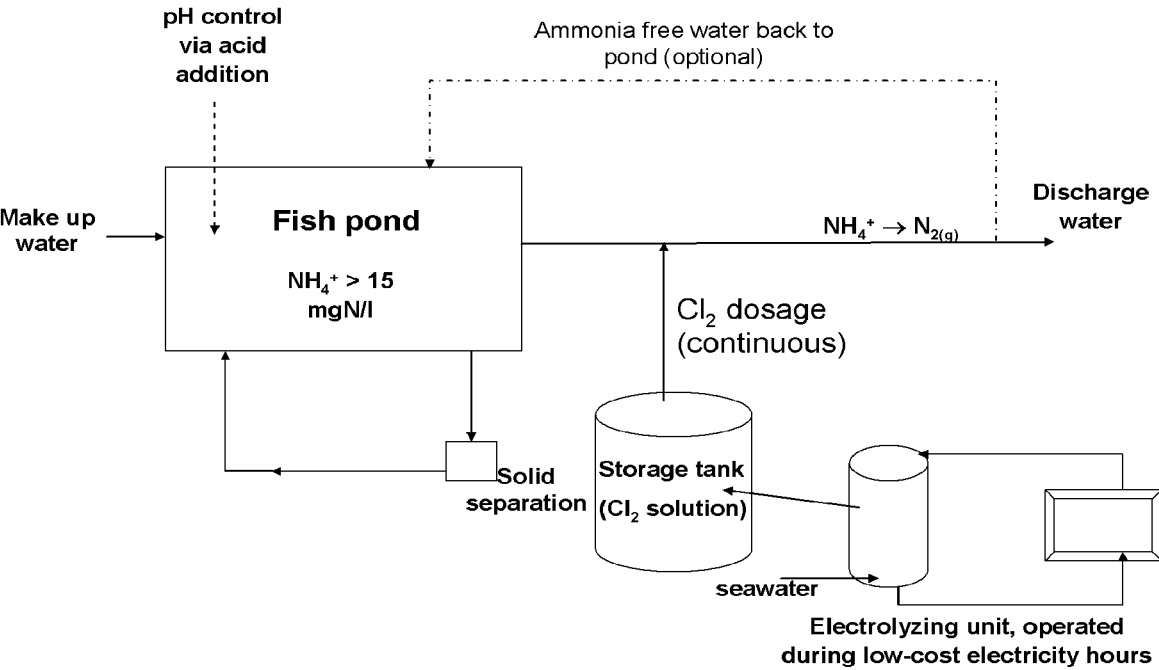 pH control
via acid
addition
Ammonia free water back to
pond (optional)
Make up
water
Fish pond
NH₄⁺ > 15
mgN/l
NH₄⁺ → N₂(g)
Discharge
water
Cl₂ dosage
(continuous)
Solid
separation
Storage tank
(Cl₂ solution)
seawater
Electrolyzing unit, operated
during low-cost electricity hours